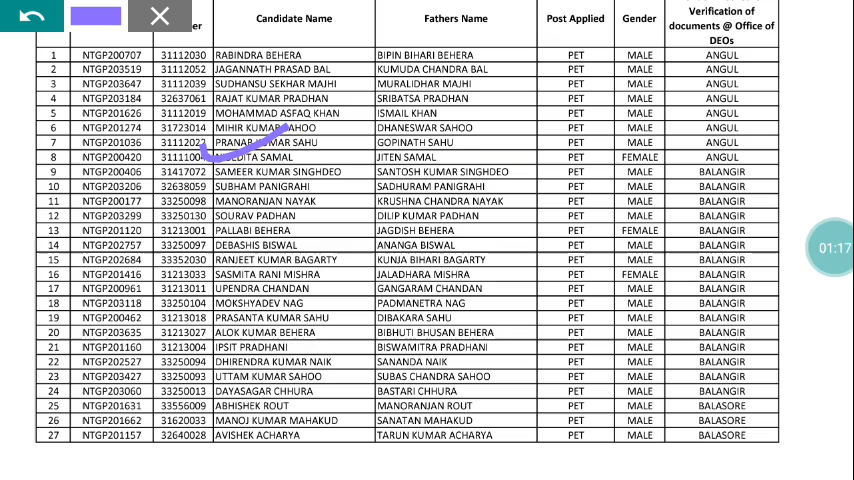 Verification of
er Candidate Name Fathers Name Post Applied Gender documents @ Office of
DEOs
1 NTGP200707 31112030 RABINDRA BEHERA BIPIN BIHARI BEHERA PET MALE ANGUL
2 NTGP203519 31112052 JAGANNATH PRASAD BAL KUMUDA CHANDRA BAL PET MALE ANGUL
3 NTGP203647 31112039 SUDHANSU SEKHAR MAJHI MURALIDHAR MAJHI PET MALE ANGUL
4 NTGP203184 32637061 RAJAT KUMAR PRADHAN SRIBATSA PRADHAN PET MALE ANGUL
5 NTGP201626 31112019 MOHAMMAD ASFAQ KHAN ISMAIL KHAN PET MALE ANGUL
6 NTGP201274 31723014 MIHIR KUMAR SAHOO DHANESWAR SAHOO PET MALE ANGUL
7 NTGP201036 PRANAB KUMAR SAHU GOPINATH SAHU PET MALE ANGUL
8 NTGP200420 SAMAL JITEN SAMAL PET FEMALE ANGUL
9 NTGP200406 31417072 SAMEER KUMAR SINGHDEO SANTOSH KUMAR SINGHDEO PET MALE BALANGIR
10 NTGP203206 32638059 SUBHAM PANIGRAHI SADHURAM PANIGRAHI PET MALE BALANGIR
11 NTGP200177 33250098 MANORANJAN NAYAK KRUSHNA CHANDRA NAYAK PET MALE BALANGIR
12 NTGP203299 33250130 SOURAV PADHAN DILIP KUMAR PADHAN PET MALE BALANGIR
13 NTGP201120 31213001 PALLABI BEHERA JAGDISH BEHERA PET FEMALE BALANGIR
14 NTGP202757 33250097 DEBASHIS BISWAL ANANGA BISWAL PET MALE BALANGIR
15 NTGP202684 33352030 RANJEET KUMAR BAGARTY KUNJA BIHARI BAGARTY PET MALE BALANGIR
16 NTGP201416 31213033 SASMITA RANI MISHRA JALADHARA MISHRA PET FEMALE BALANGIR
17 NTGP200961 31213011 UPENDRA CHANDAN GANGARAM CHANDAN PET MALE BALANGIR
18 NTGP203118 33250104 MOKSHYADEV NAG PADMANETRA NAG PET MALE BALANGIR
19 NTGP200462 31213018 PRASANTA KUMAR SAHU DIBAKARA SAHU PET MALE BALANGIR
20 NTGP203635 31213027 ALOK KUMAR BEHERA BIBHUTI BHUSAN BEHERA PET MALE BALANGIR
21 NTGP201160 31213004 IPSIT PRADHANI BISWAMITRA PRADHANI PET MALE BALANGIR
22 NTGP202527 33250094 DHIRENDRA KUMAR NAIK SANANDA NAIK PET MALE BALANGIR
23 NTGP203427 33250093 UTTAM KUMAR SAHOO SUBAS CHANDRA SAHOO PET MALE BALANGIR
24 NTGP203060 33250013 DAYASAGAR CHHURA BASTARI CHHURA PET MALE BALANGIR
25 NTGP201631 33556009 ABHISHEK ROUT MANORANJAN ROUT PET MALE BALASORE
26 NTGP201662 31620033 MANOJ KUMAR MAHAKUD SANATAN MAHAKUD PET MALE BALASORE
27 NTGP201157 32640028 AVISHEK ACHARYA TARUN KUMAR ACHARYA PET MALE BALASORE
01:17